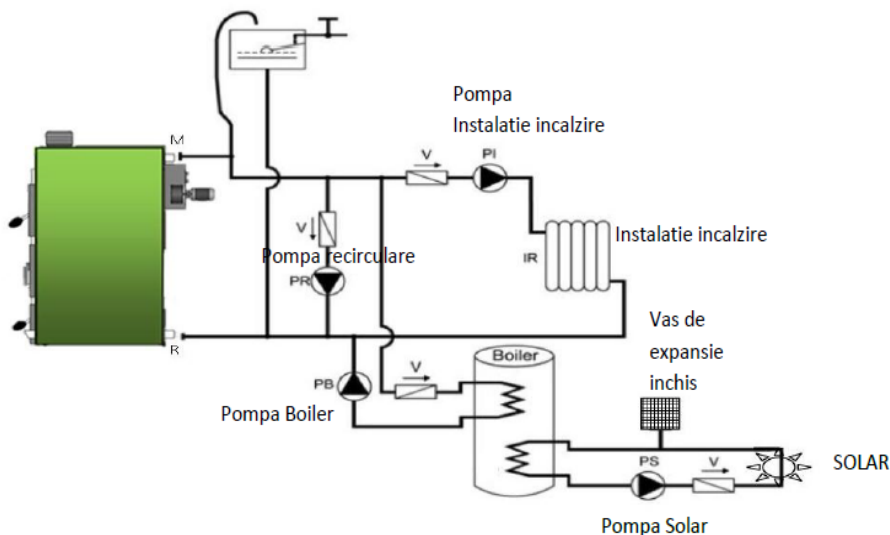 Pompa
Instalatie incalzire
M
V
PI
V
Pompa recirculare
PR
IR
Instalatie incalzire
R
Vas de
expansie
inchis
Boiler
V
PB
Pompa Boiler
PS
V
SOLAR
Pompa Solar